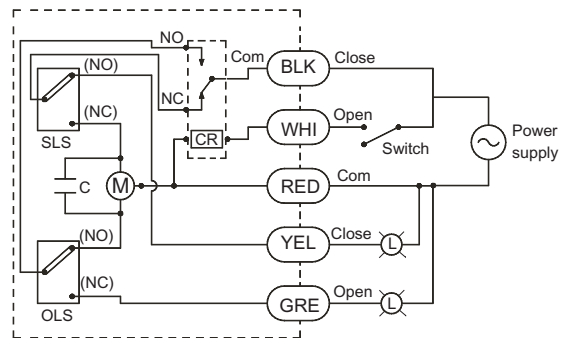 NO
Com
BLK
Close
(NO)
NC
(NC)
SLS
CR
WHI
Open
Switch
Power
supply
C
M
RED
Com
(NO)
YEL
Close
L
(NC)
GRE
Open
L
OLS